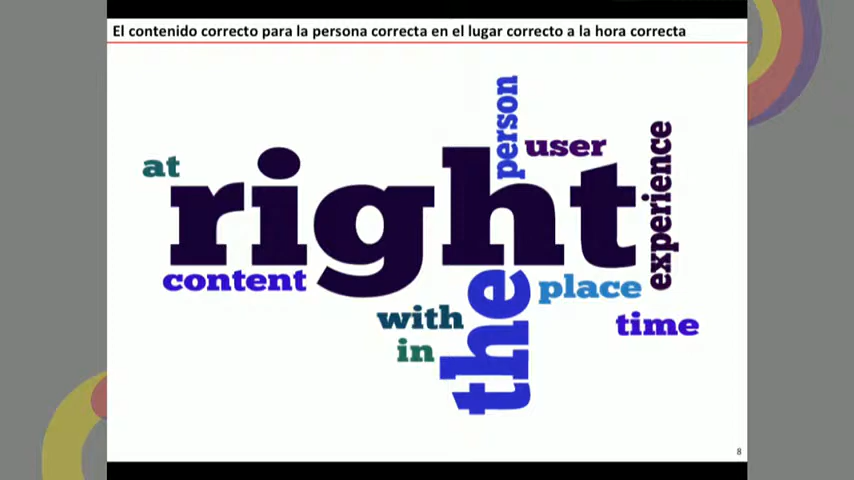 El contenido correcto para la persona correcta en el lugar correcto a la hora correcta
person
user
experience
at
right
content
the
place
with
time
in
8